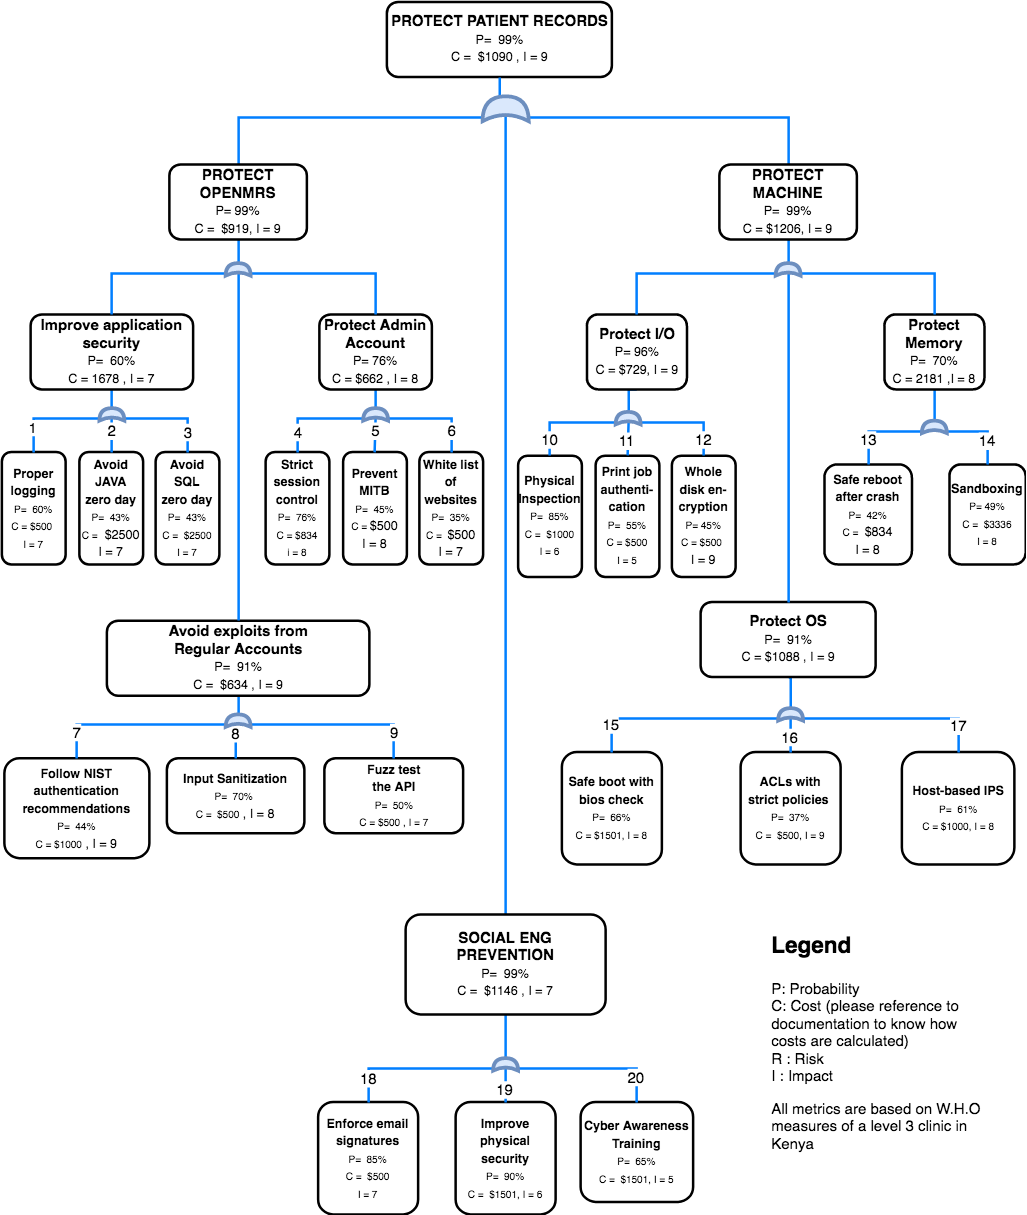 PROTECT PATIENT RECORDS
P= 99%
C = $1090 , I = 9
PROTECT
OPENMRS
P= 99%
C = $919, I = 9
PROTECT
MACHINE
P= 99%
C = $1206, I = 9
Improve application
security
P= 60%
C = 1678 , I = 7
Protect Admin
Account
P= 76%
C = $662 , I = 8
Protect I/O
P= 96%
C = $729, I = 9
Protect
Memory
P= 70%
C = 2181 ,I = 8
1
Proper
logging
P= 60%
C = $500
I = 7
2
Avoid
JAVA
zero day
P= 43%
C = $2500
I = 7
3
Avoid
SQL
zero day
P= 43%
C = $2500
I = 7
4
Strict
session
control
P= 76%
C = $834
i = 8
5
Prevent
MITB
P= 45%
C = $500
I = 8
6
White list
of
websites
P= 35%
C = $500
I = 7
10
Physical
Inspection
P= 85%
C = $1000
I = 6
11
Print job
authenti-
cation
P= 55%
C = $500
I = 5
12
Whole
disk en-
cryption
P= 45%
C = $500
I = 9
13
Safe reboot
after crash
P= 42%
C = $834
I = 8
14
Sandboxing
P= 49%
C = $3336
I = 8
Avoid exploits from
Regular Accounts
P= 91%
C = $634 , I = 9
Protect OS
P= 91%
C = $1088 , I = 9
7
Follow NIST
authentication
recommendations
P= 44%
C = $1000 , I = 9
8
Input Sanitization
P= 70%
C = $500 , I = 8
9
Fuzz test
the API
P= 50%
C = $500 , I = 7
15
Safe boot with
bios check
P= 66%
C = $1501, I = 8
16
ACLs with
strict policies
P= 37%
C = $500, I = 9
17
Host-based IPS
P= 61%
C = $1000, I = 8
SOCIAL ENG
PREVENTION
P= 99%
C = $1146 , I = 7
18
Enforce email
signatures
P= 85%
C = $500
I = 7
19
Improve
physical
security
P= 90%
C = $1501, I = 6
20
Cyber Awareness
Training
P= 65%
C = $1501, I = 5
Legend
P: Probability
C: Cost (please reference to
documentation to know how
costs are calculated)
R : Risk
I : Impact
All metrics are based on W.H.O
measures of a level 3 clinic in
Kenya